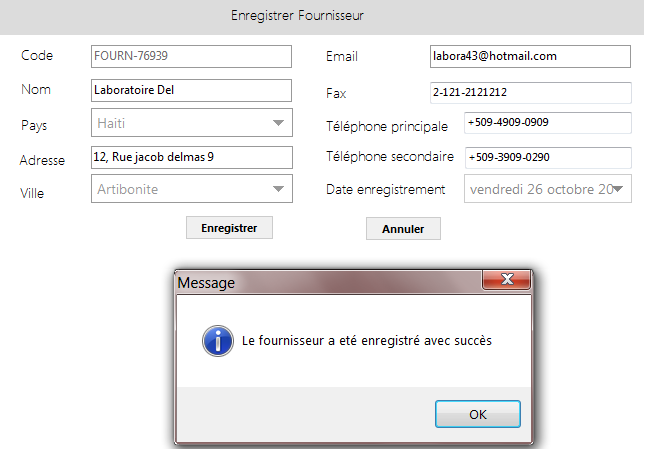 Enregistrer Fournisseur
Code FOURN-76939 Email labora43@hotmail.com
Nom Laboratoire Del Fax 2-121-2121212
Pays Haïti Téléphone principale +509-4909-0909
Adresse 12, Rue jacob delmas 9 Téléphone secondaire +509-3909-0290
Ville Artibonite Date enregistrement vendredi 26 octobre 20
Enregistrer Annuler
Message
Le fournisseur a eté enregistré avec succès
OK